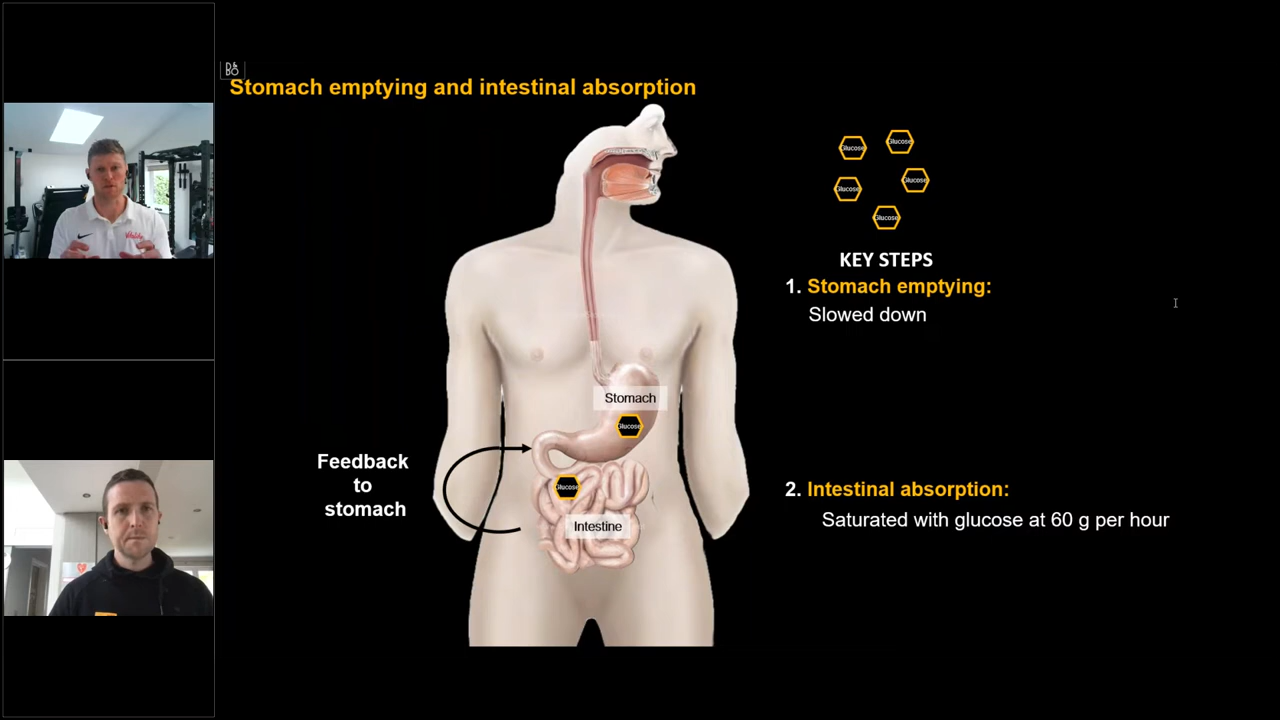 Stomach emptying and intestinal absorption
Glucose
Glucose
Glucose
Glucose
Glucose
KEY STEPS
1. Stomach emptying:
Slowed down
Stomach
Glucose
Feedback
to
stomach
Glucose
Intestine
2. Intestinal absorption:
Saturated with glucose at 60 g per hour